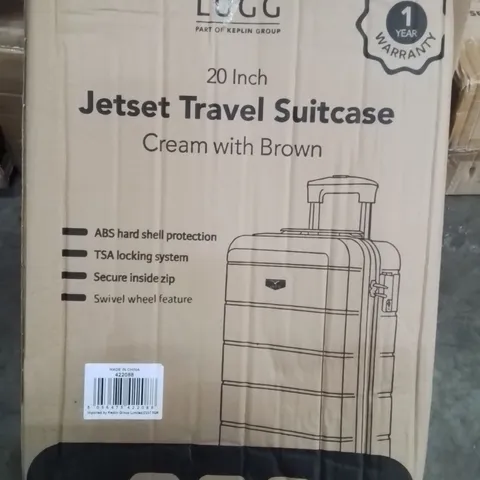 LUGG
PART OF KEPLIN GROUP
1
YEAR
WARRANTY
20 Inch
Jetset Travel Suitcase
Cream with Brown
ABS hard shell protection
TSA locking system
Secure inside zip
Swivel wheel feature
MADE IN CHINA
422088